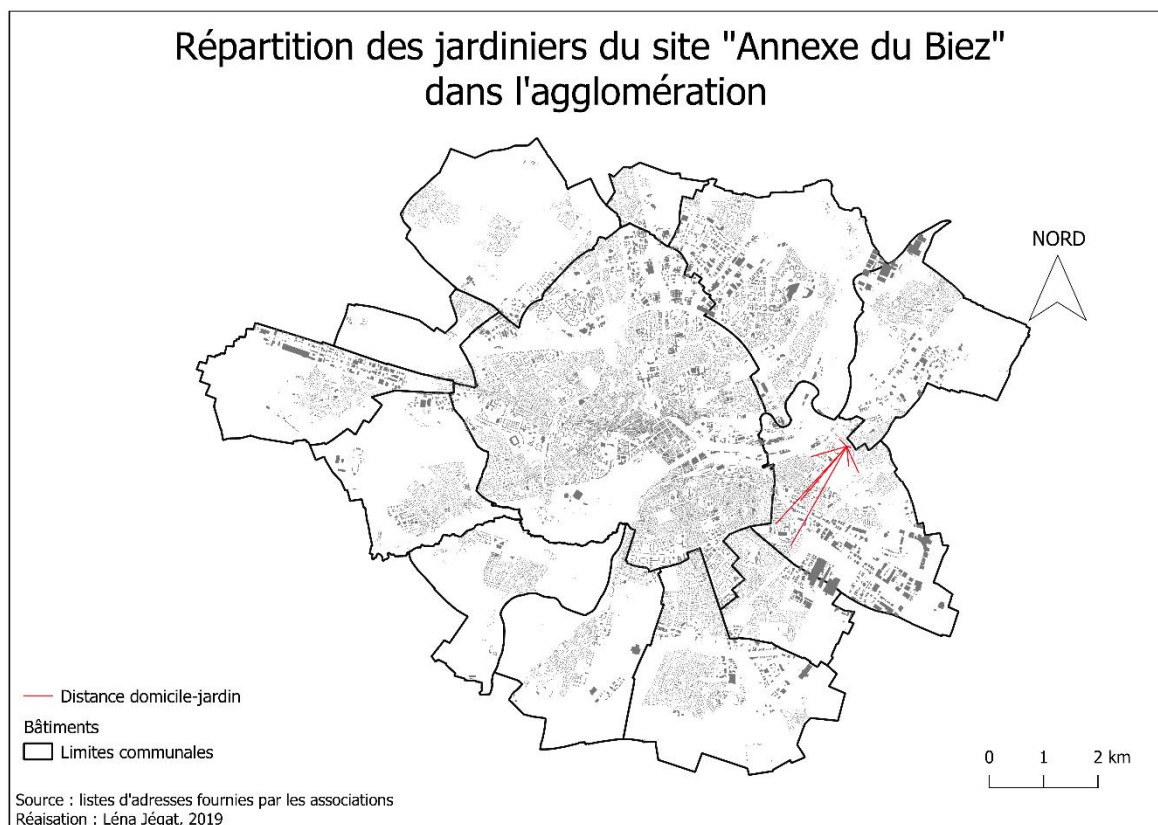 Répartition des jardiniers du site "Annexe du Biez"
dans l'agglomération
NORD
Distance domicile-jardin
Bâtiments
Limites communales
0 1 2 km
Source : listes d'adresses fournies par les associations
Réaisation : Léna Jégat, 2019